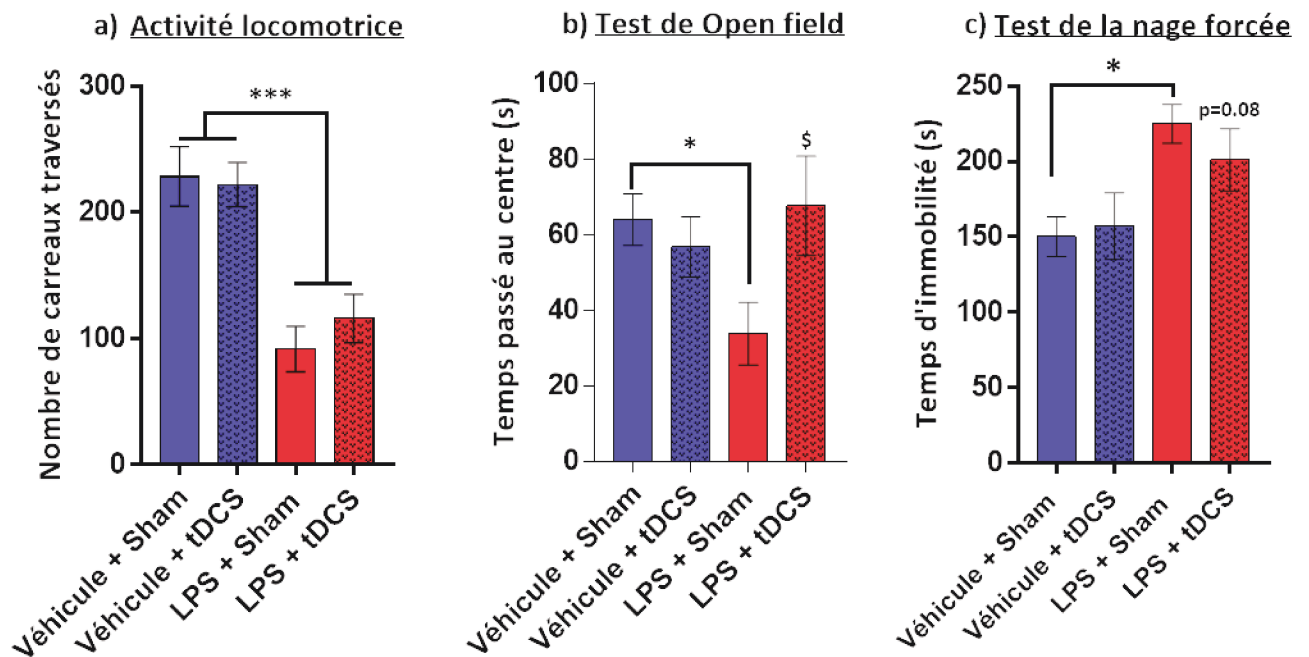 a) Activité locomotrice
Nombre de carreaux traversés
300
200
100
0
***
Véhicule + Sham
Véhicule + tDCS
LPS + Sham
LPS + tDCS
b) Test de Open field
Temps passé au centre (s)
100
80
60
40
20
0
*
$
Véhicule + Sham
Véhicule + tDCS
LPS + Sham
LPS + tDCS
c) Test de la nage forcée
Temps d'immobilité (s)
250
200
150
100
50
0
*
p=0.08
Véhicule + Sham
Véhicule + tDCS
LPS + Sham
LPS + tDCS